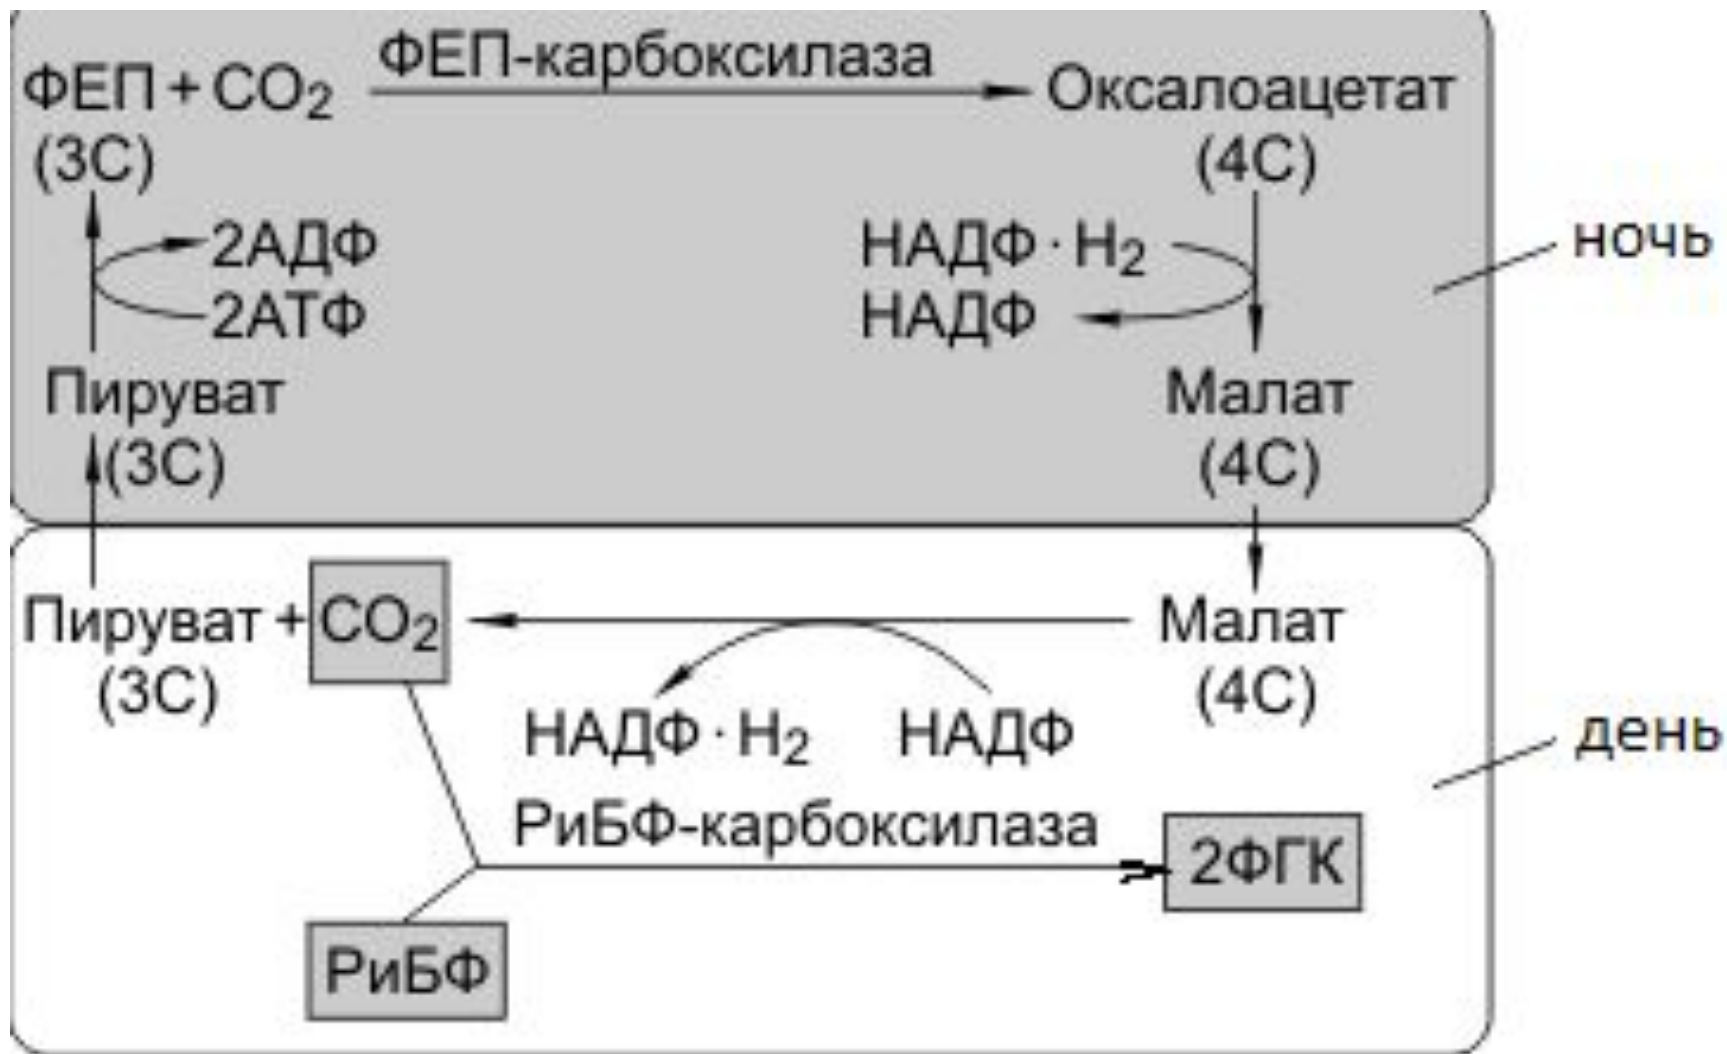 ФЕП-карбоксилаза
ФЕП + CO2 Оксалоацетат
(3С) (4С)
2АДФ НАДФ · H2 ночь
2АТФ НАДФ
Пируват Малат
(3С) (4С)
Пируват + CO2 Малат
(3С) (4С)
НАДФ · H2 НАДФ день
РиБФ-карбоксилаза
2ФГК
РиБФ